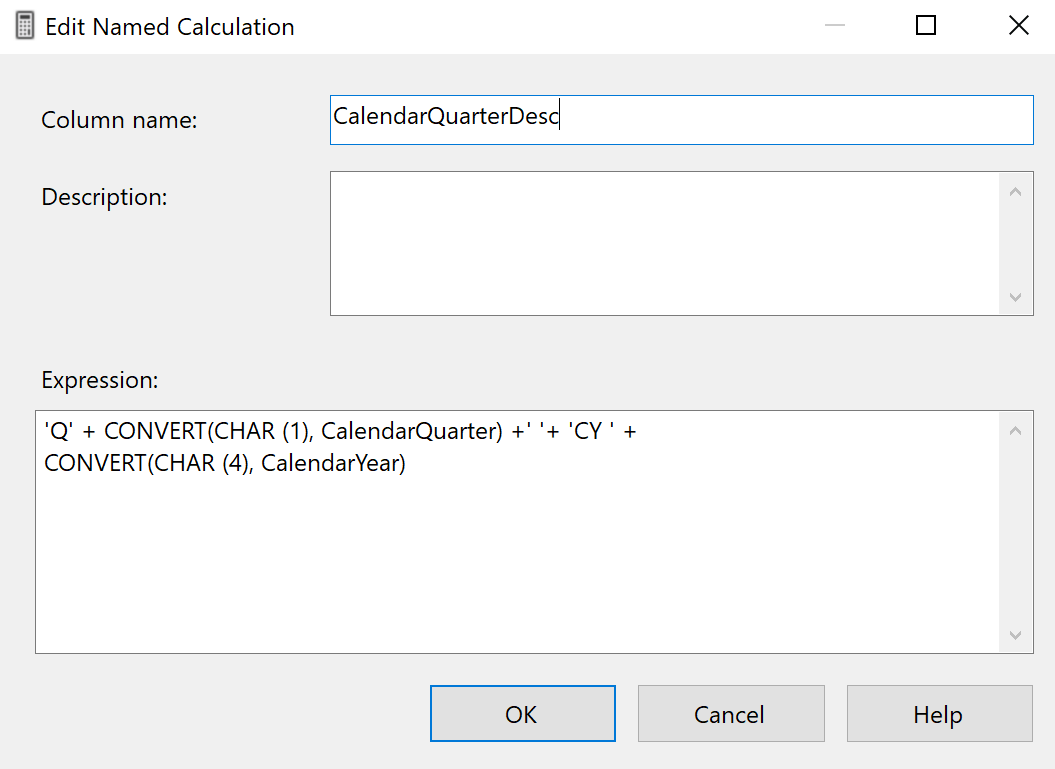 Edit Named Calculation
Column name:
CalendarQuarterDesc
Description:
Expression:
'Q' + CONVERT(CHAR (1), CalendarQuarter) +' '+ 'CY ' +
CONVERT(CHAR (4), CalendarYear)
OK
Cancel
Help